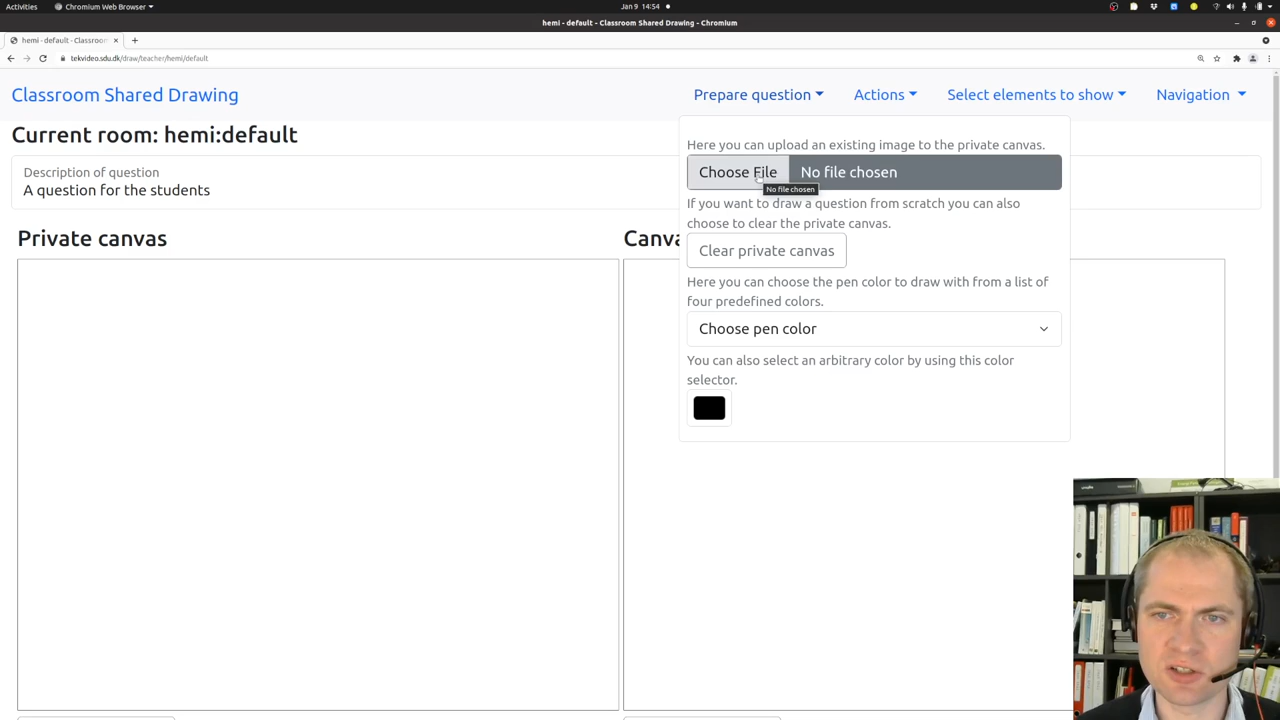 Activities
Chromium Web Browser
Jan 9 14:54
hemi - default - Classroom Shared Drawing - Chromium
hemi - default - Classroom
tekvideo.sdu.dk/draw/teacher/hemi/default
Classroom Shared Drawing
Prepare question
Actions
Select elements to show
Navigation
Current room: hemi:default
Description of question
A question for the students
Here you can upload an existing image to the private canvas.
Choose File
No file chosen
No file chosen
If you want to draw a question from scratch you can also
choose to clear the private canvas.
Clear private canvas
Here you can choose the pen color to draw with from a list of
four predefined colors.
Choose pen color
You can also select an arbitrary color by using this color
selector.
Private canvas
Canva